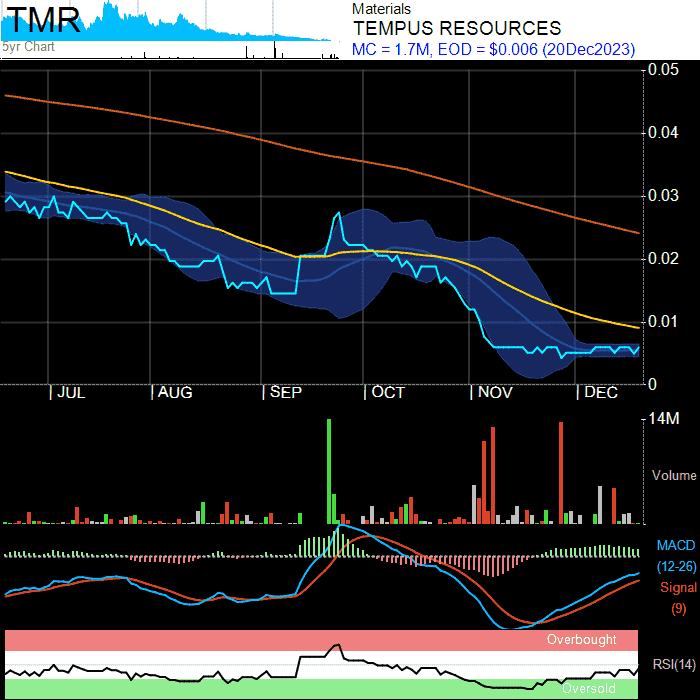 TMR
5yr Chart
Materials
TEMPUS RESOURCES
MC = 1.7M, EOD = $0.006 (20Dec2023)
0.05
0.04
0.03
0.02
0.01
0
| JUL | AUG | SEP | OCT | NOV | DEC
14M
Volume
MACD
(12-26)
Signal
(9)
Overbought
RSI(14)
Oversold